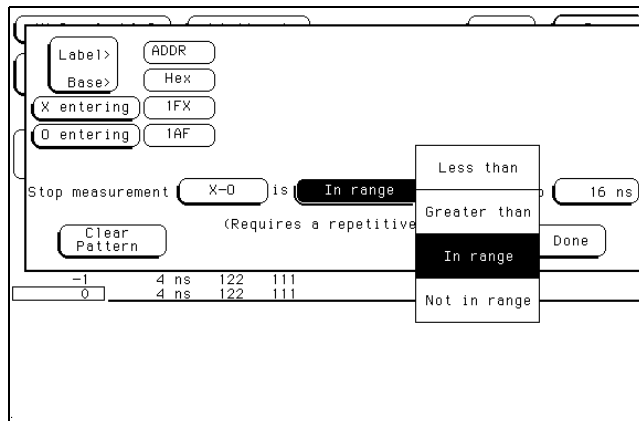 Label> ADDR
Base> Hex
X entering 1FX
O entering 1AF
Less than
Stop measurement X-O is In range 16 ns
Greater than
(Requires a repetitive
Clear
Pattern
In range
Done
-1 4 ns 122 111
0 4 ns 122 111
Not in range